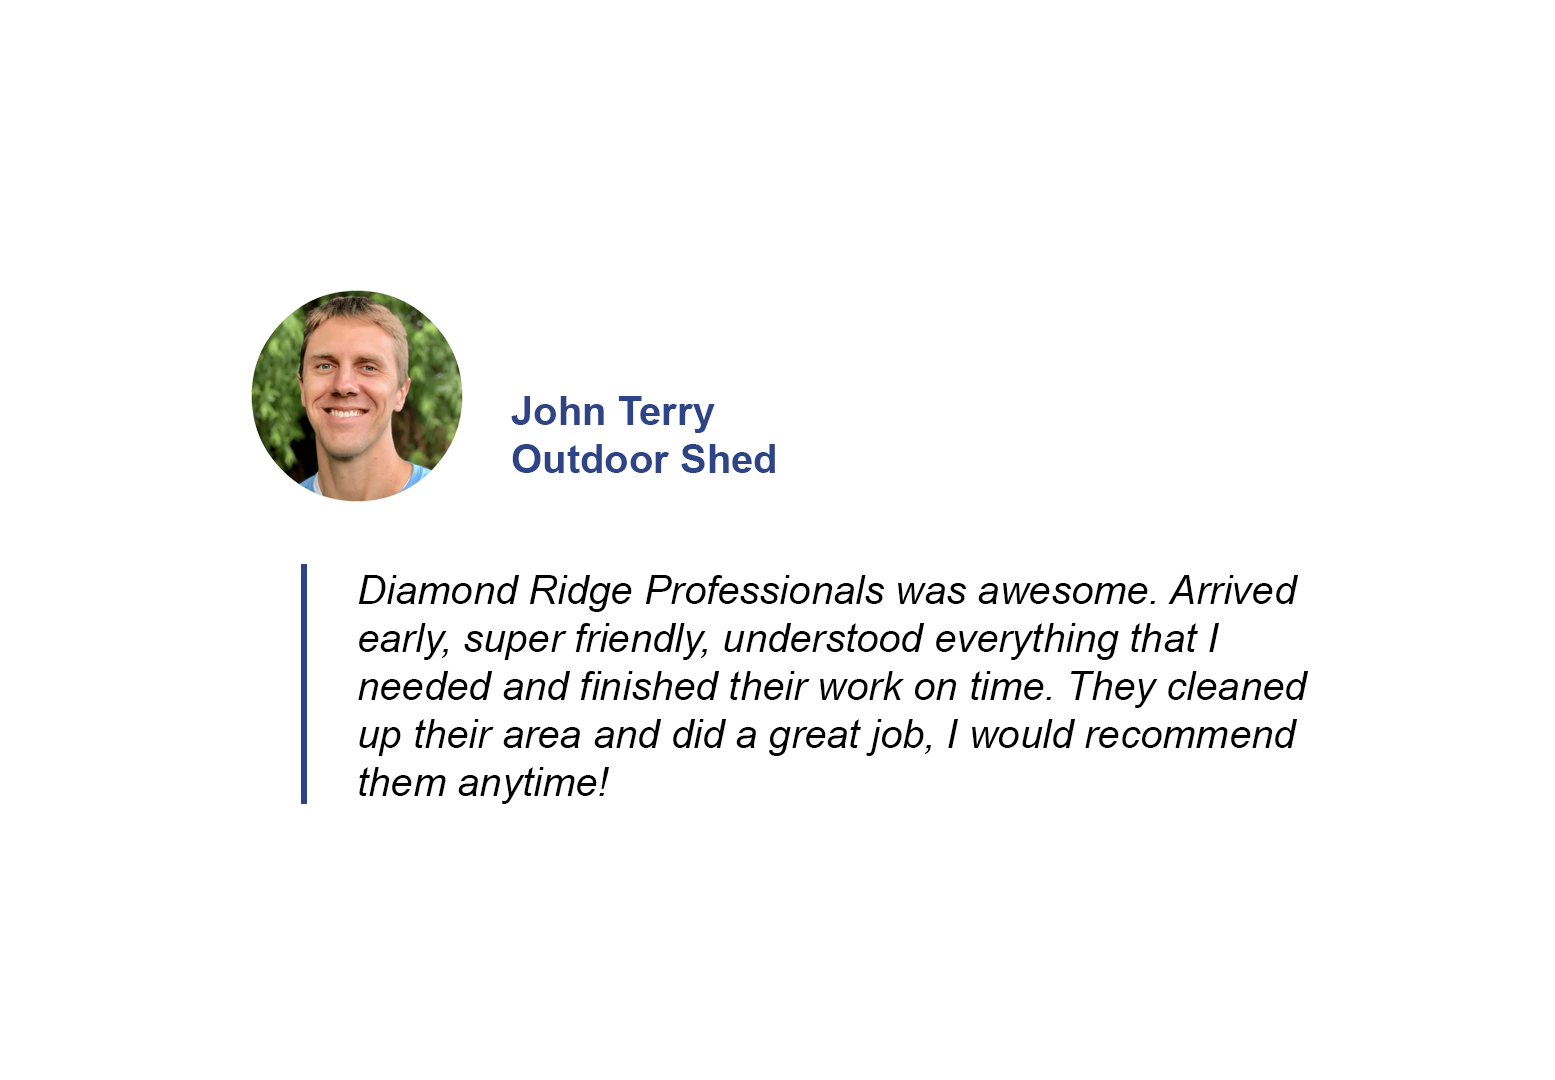 John Terry
Outdoor Shed
Diamond Ridge Professionals was awesome. Arrived
early, super friendly, understood everything that I
needed and finished their work on time. They cleaned
up their area and did a great job, I would recommend
them anytime!